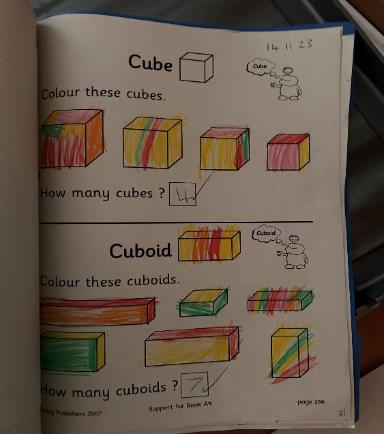 14.11.23
Cube
Cube
Colour these cubes.
How many cubes ? 4
Cuboid
Cuboid
Colour these cuboids.
How many cuboids ? 7
Publishers 2007
Support for Book A4
page 256